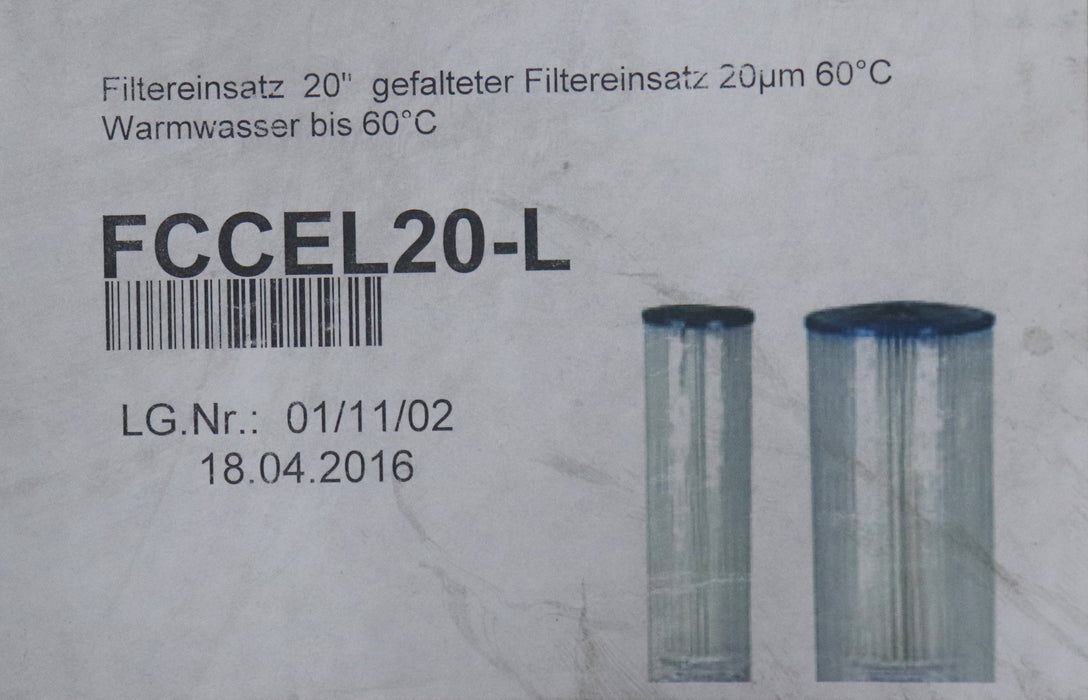 Filtereinsatz 20" gefalteter Filtereinsatz 20µm 60°C
Warmwasser bis 60°C
FCCEL20-L
LG.Nr.: 01/11/02
18.04.2016